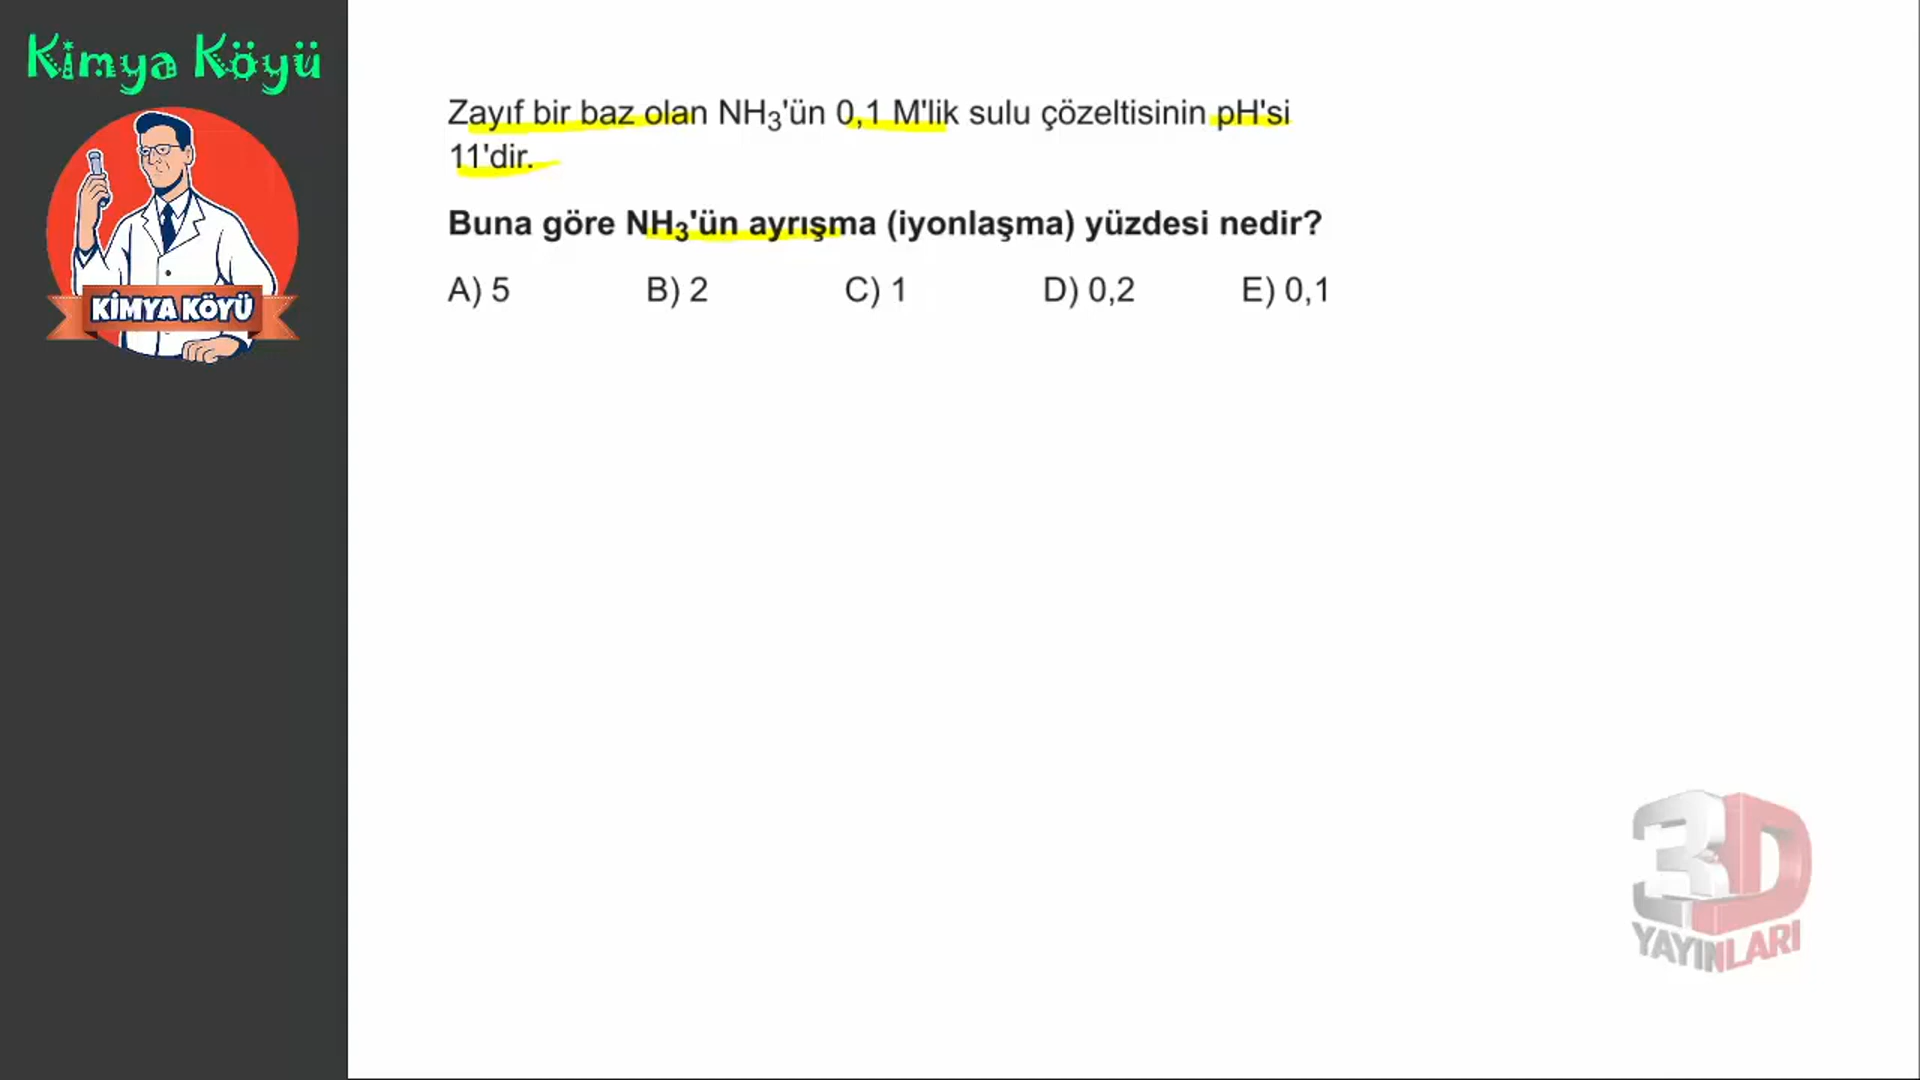 Kimya Köyü
KİMYA KÖYÜ
Zayıf bir baz olan NH₃'ün 0,1 M'lik sulu çözeltisinin pH'si
11'dir.
Buna göre NH₃'ün ayrışma (iyonlaşma) yüzdesi nedir?
A) 5 B) 2 C) 1 D) 0,2 E) 0,1
3D
YAYINLARI